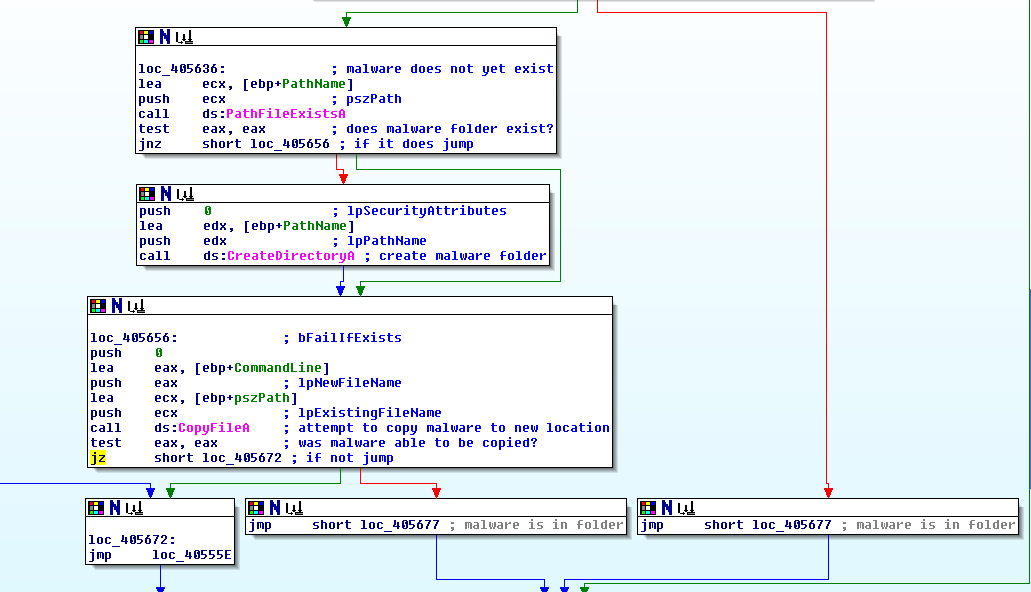 loc_405636: ; malware does not yet exist
lea ecx, [ebp+PathName]
push ecx ; pszPath
call ds:PathFileExistsA
test eax, eax ; does malware folder exist?
jnz short loc_405656 ; if it does jump
push 0 ; lpSecurityAttributes
lea edx, [ebp+PathName]
push edx ; lpPathName
call ds:CreateDirectoryA ; create malware folder
loc_405656: ; bFailIfExists
push 0
lea eax, [ebp+CommandLine]
push eax ; lpNewFileName
lea ecx, [ebp+pszPath]
push ecx ; lpExistingFileName
call ds:CopyFileA ; attempt to copy malware to new location
test eax, eax ; was malware able to be copied?
jz short loc_405672 ; if not jump
loc_405672:
jmp loc_40555E
jmp short loc_405677 ; malware is in folder
jmp short loc_405677 ; malware is in folder